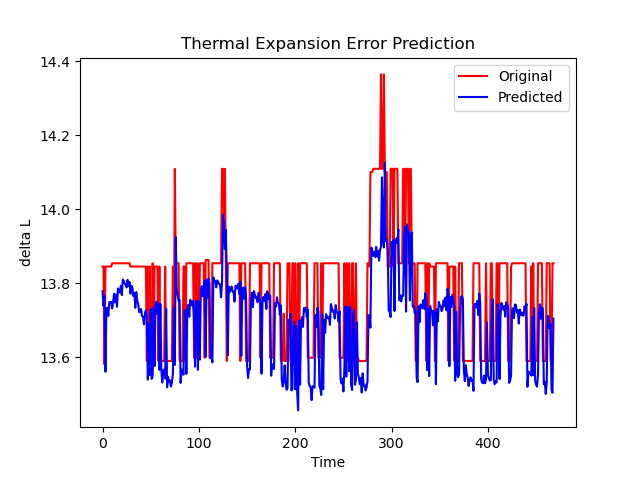 Thermal Expansion Error Prediction
Original
Predicted
14.4
14.2
14.0
13.8
13.6
delta L
0
100
200
300
400
Time